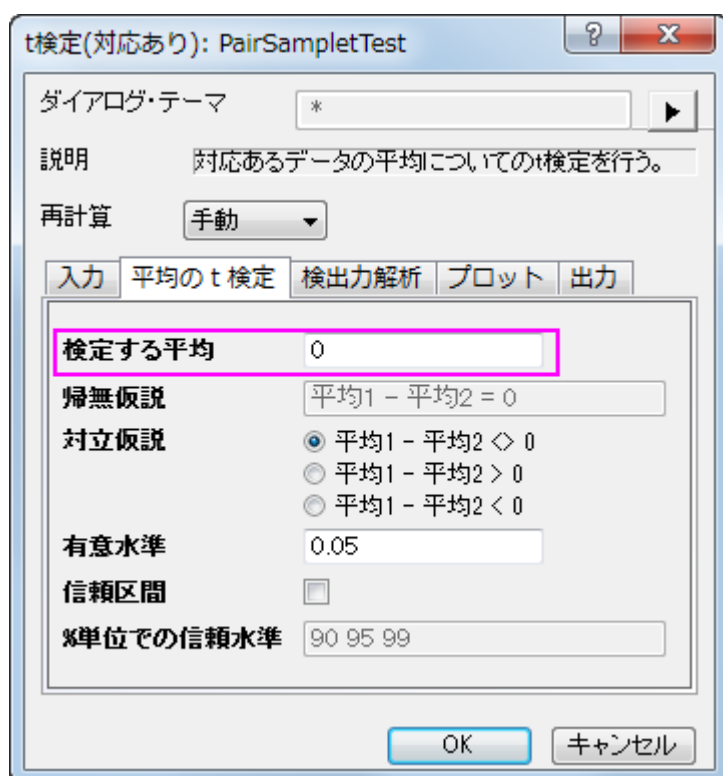 t検定(対応あり): PairSampletTest
ダイアログ・テーマ *
説明 対応あるデータの平均についてのt検定を行う。
再計算 手動
入力 平均の t 検定 検出力解析 プロット 出力
検定する平均 0
帰無仮説 平均1 - 平均2 = 0
対立仮説 平均1 - 平均2 <> 0
平均1 - 平均2 > 0
平均1 - 平均2 < 0
有意水準 0.05
信頼区間
%単位での信頼水準 90 95 99
OK キャンセル